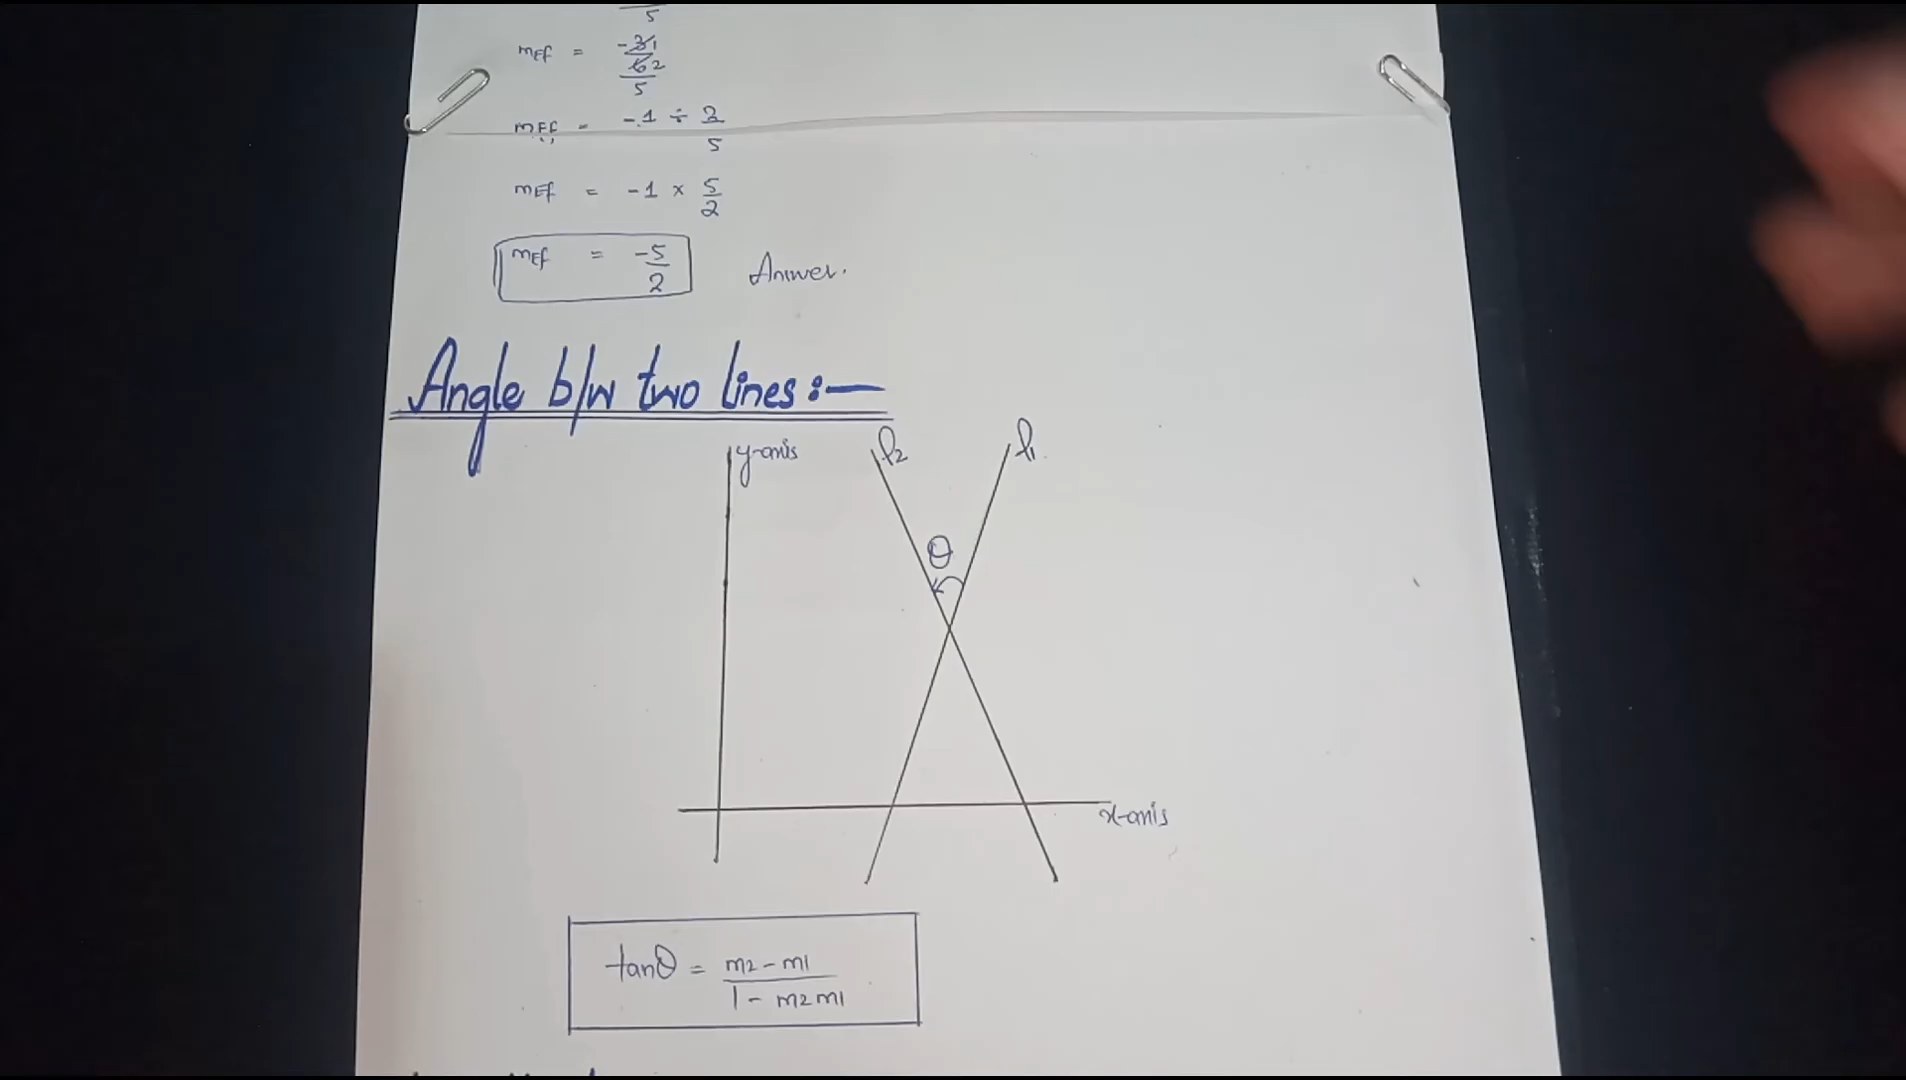 5
mEf = -3̶1 / 6̶2 / 5
mEf = -1 ÷ 2/5
mEf = -1 × 5/2
mEf = -5/2 Answer.
Angle b/w two lines :—
y-axis l2 l1
θ
x-axis
tanθ = m2 - m1 / 1 - m2m1